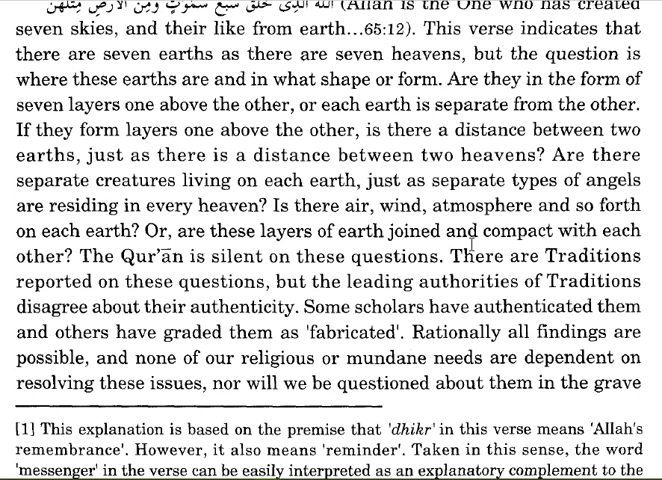 الله الذى خلق سبع سموت ومن الارض مثلهن (Allah is the One who has created
seven skies, and their like from earth...65:12). This verse indicates that
there are seven earths as there are seven heavens, but the question is
where these earths are and in what shape or form. Are they in the form of
seven layers one above the other, or each earth is separate from the other.
If they form layers one above the other, is there a distance between two
earths, just as there is a distance between two heavens? Are there
separate creatures living on each earth, just as separate types of angels
are residing in every heaven? Is there air, wind, atmosphere and so forth
on each earth? Or, are these layers of earth joined and compact with each
other? The Qur'ān is silent on these questions. There are Traditions
reported on these questions, but the leading authorities of Traditions
disagree about their authenticity. Some scholars have authenticated them
and others have graded them as 'fabricated'. Rationally all findings are
possible, and none of our religious or mundane needs are dependent on
resolving these issues, nor will we be questioned about them in the grave
[1] This explanation is based on the premise that 'dhikr' in this verse means 'Allah's
remembrance'. However, it also means 'reminder'. Taken in this sense, the word
'messenger' in the verse can be easily interpreted as an explanatory complement to the